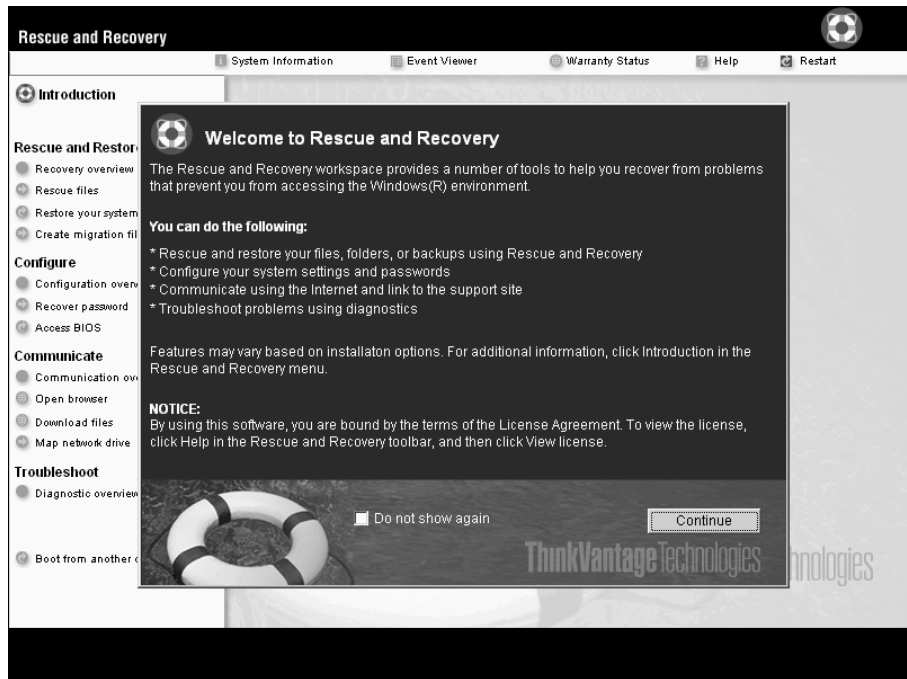 Rescue and Recovery
System Information
Event Viewer
Warranty Status
Help
Restart
Introduction
Rescue and Restor
Recovery overview
Rescue files
Restore your system
Create migration fil
Configure
Configuration overv
Recover password
Access BIOS
Communicate
Communication ov
Open browser
Download files
Map network drive
Troubleshoot
Diagnostic overview
Boot from another
Welcome to Rescue and Recovery
The Rescue and Recovery workspace provides a number of tools to help you recover from problems
that prevent you from accessing the Windows(R) environment.
You can do the following:
* Rescue and restore your files, folders, or backups using Rescue and Recovery
* Configure your system settings and passwords
* Communicate using the Internet and link to the support site
* Troubleshoot problems using diagnostics
Features may vary based on installaton options. For additional information, click Introduction in the
Rescue and Recovery menu.
NOTICE:
By using this software, you are bound by the terms of the License Agreement. To view the license,
click Help in the Rescue and Recovery toolbar, and then click View license.
Do not show again
Continue
ThinkVantage Technologies
hnologies